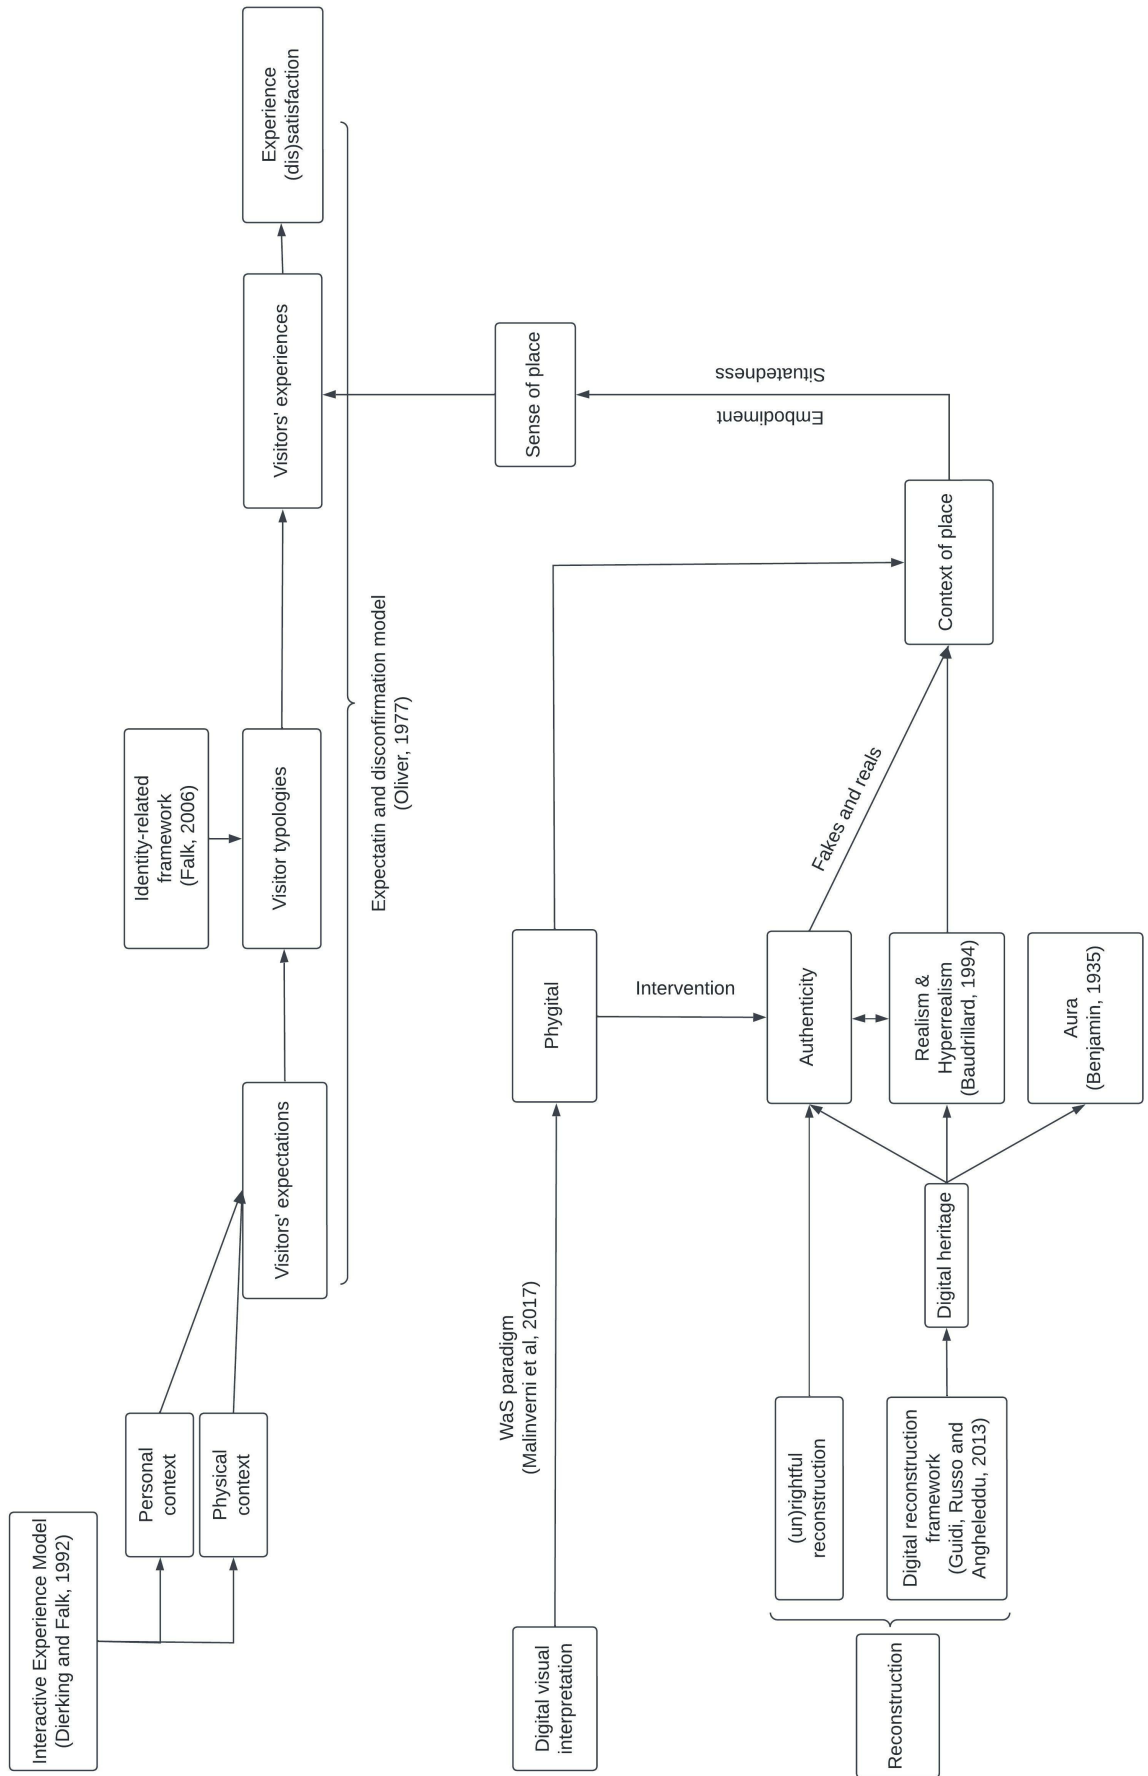 Interactive Experience Model
(Dierking and Falk, 1992)
Personal
context
Physical
context
Visitors' expectations
Identity-related
framework
(Falk, 2006)
Visitor typologies
Visitors' experiences
Experience
(dis)satisfaction
Expectatin and disconfirmation model
(Oliver, 1977)
Digital visual
interpretation
WaS paradigm
(Malinverni et al, 2017)
Phygital
Intervention
Sense of place
Situatedness
Embodiment
Reconstruction
(un)rightful
reconstruction
Digital reconstruction
framework
(Guidi, Russo and
Angheleddu, 2013)
Digital heritage
Authenticity
Realism &
Hyperrealism
(Baudrillard, 1994)
Aura
(Benjamin, 1935)
Fakes and reals
Context of place